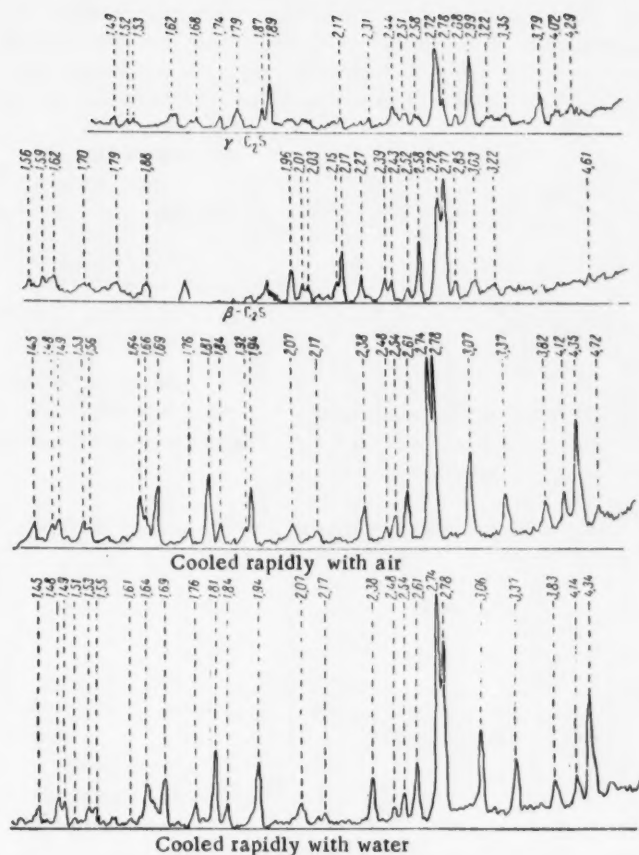 1,49 1,52 1,53 1,62 1,68 1,74 1,79 1,87 1,89 2,17 2,31 2,44 2,51 2,58 2,72 2,78 2,88 2,99 3,22 3,35 3,79 4,02 4,29
γ C₂S
1,56 1,59 1,62 1,70 1,79 1,88 1,96 2,01 2,03 2,15 2,17 2,27 2,39 2,43 2,52 2,58 2,72 2,77 2,85 3,03 3,22 4,61
β-C₂S
1,45 1,48 1,49 1,53 1,56 1,64 1,66 1,69 1,76 1,81 1,84 1,92 1,94 2,07 2,17 2,38 2,48 2,54 2,61 2,74 2,78 3,07 3,37 3,82 4,12 4,35 4,72
Cooled rapidly with air
1,45 1,48 1,49 1,51 1,53 1,55 1,61 1,64 1,69 1,76 1,81 1,84 1,94 2,07 2,17 2,38 2,48 2,54 2,61 2,74 2,78 3,06 3,37 3,83 4,14 4,34
Cooled rapidly with water